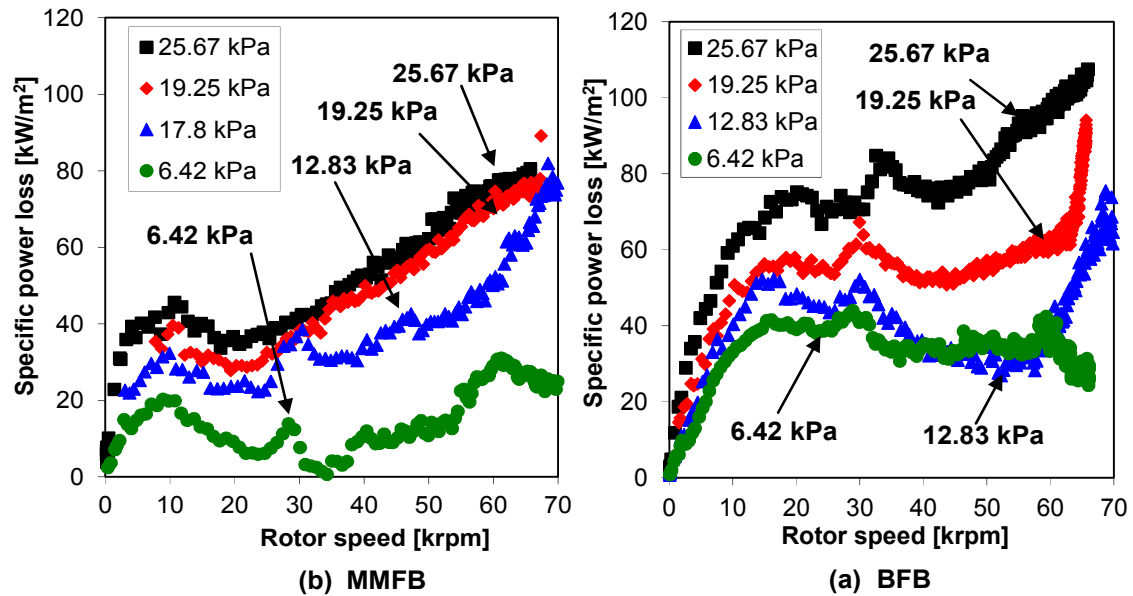 120
100
80
60
40
20
0
Specific power loss [kW/m²]
25.67 kPa
19.25 kPa
17.8 kPa
6.42 kPa
25.67 kPa
19.25 kPa
12.83 kPa
6.42 kPa
0 10 20 30 40 50 60 70
Rotor speed [krpm]
(b) MMFB
120
100
80
60
40
20
0
Specific power loss [kW/m²]
25.67 kPa
19.25 kPa
12.83 kPa
6.42 kPa
25.67 kPa
19.25 kPa
6.42 kPa
12.83 kPa
0 10 20 30 40 50 60 70
Rotor speed [krpm]
(a) BFB